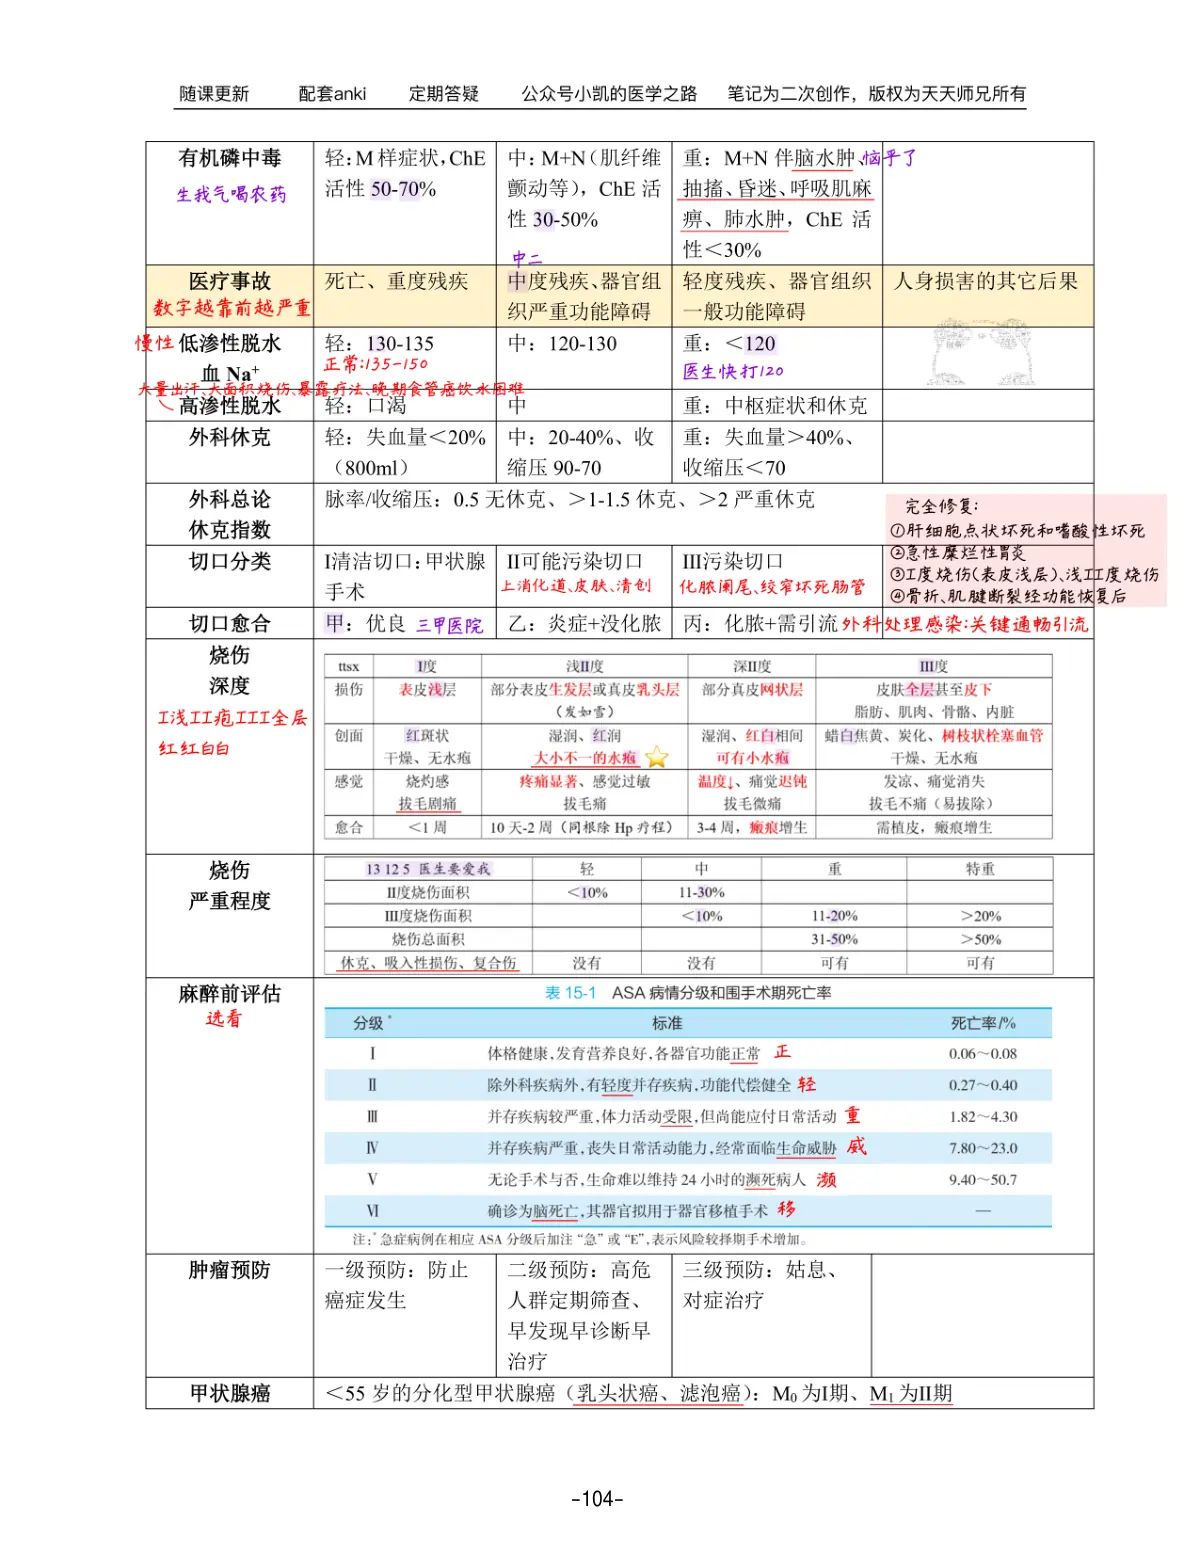 随课更新 配套anki 定期答疑 公众号小凯的医学之路 笔记为二次创作，版权为天天师兄所有
有机磷中毒
生我气喝农药
轻：M 样症状，ChE
活性 50-70%
中：M+N（肌纤维
颤动等），ChE 活
性 30-50%
中二
重： M+N 伴脑水肿、恼乎了
抽搐、昏迷、呼吸肌麻
痹、肺水肿，ChE 活
性＜30%
医疗事故
数字越靠前越严重
死亡、重度残疾
中度残疾、器官组
织严重功能障碍
轻度残疾、器官组织
一般功能障碍
人身损害的其它后果
慢性 低渗性脱水
血 Na⁺
轻：130-135
正常:135-150
中：120-130
重：＜120
医生快打120
大量出汗、大面积烧伤、暴露疗法、晚期食管癌饮水困难
高渗性脱水
轻：口渴
中
重：中枢症状和休克
外科休克
轻：失血量＜20%
（800ml）
中：20-40%、收
缩压 90-70
重：失血量＞40%、
收缩压＜70
外科总论
休克指数
脉率/收缩压：0.5 无休克、＞1-1.5 休克、＞2 严重休克
完全修复:
①肝细胞点状坏死和嗜酸性坏死
②急性糜烂性胃炎
③I度烧伤(表皮浅层)、浅II度烧伤
④骨折、肌腱断裂经功能恢复后
切口分类
I清洁切口：甲状腺
手术
II可能污染切口
上消化道、皮肤、清创
III污染切口
化脓阑尾、绞窄坏死肠管
切口愈合
甲：优良 三甲医院
乙：炎症+没化脓
丙：化脓+需引流 外科处理感染:关键通畅引流
烧伤
深度
I浅II疱III全层
红红白白
ttsx I度 浅II度 深II度 III度
损伤 表皮浅层 部分表皮生发层或真皮乳头层 部分真皮网状层 皮肤全层甚至皮下
（发如雪） 脂肪、肌肉、骨骼、内脏
创面 红斑状 湿润、红润 湿润、红白相间 蜡白焦黄、炭化、树枝状栓塞血管
干燥、无水疱 大小不一的水疱 可有小水疱 干燥、无水疱
感觉 烧灼感 疼痛显著、感觉过敏 温度↓、痛觉迟钝 发凉、痛觉消失
拔毛剧痛 拔毛痛 拔毛微痛 拔毛不痛（易拔除）
愈合 ＜1 周 10 天-2 周（同根除 Hp 疗程） 3-4 周，瘢痕增生 需植皮，瘢痕增生
烧伤
严重程度
13 12 5 医生要爱我 轻 中 重 特重
II度烧伤面积 ＜10% 11-30%
III度烧伤面积 ＜10% 11-20% ＞20%
烧伤总面积 31-50% ＞50%
休克、吸入性损伤、复合伤 没有 没有 可有 可有
麻醉前评估
选看
表 15-1 ASA 病情分级和围手术期死亡率
分级* 标准 死亡率/%
Ⅰ 体格健康，发育营养良好，各器官功能正常 正 0.06～0.08
Ⅱ 除外科疾病外，有轻度并存疾病，功能代偿健全 轻 0.27～0.40
Ⅲ 并存疾病较严重，体力活动受限，但尚能应付日常活动 重 1.82～4.30
Ⅳ 并存疾病严重，丧失日常活动能力，经常面临生命威胁 威 7.80～23.0
Ⅴ 无论手术与否，生命难以维持 24 小时的濒死病人 濒 9.40～50.7
Ⅵ 确诊为脑死亡，其器官拟用于器官移植手术 移 —
注：*急症病例在相应 ASA 分级后加注“急”或“E”，表示风险较择期手术增加。
肿瘤预防
一级预防：防止
癌症发生
二级预防：高危
人群定期筛查、
早发现早诊断早
治疗
三级预防：姑息、
对症治疗
甲状腺癌
＜55 岁的分化型甲状腺癌（乳头状癌、滤泡癌）：M₀ 为I期、M₁ 为II期
-104-